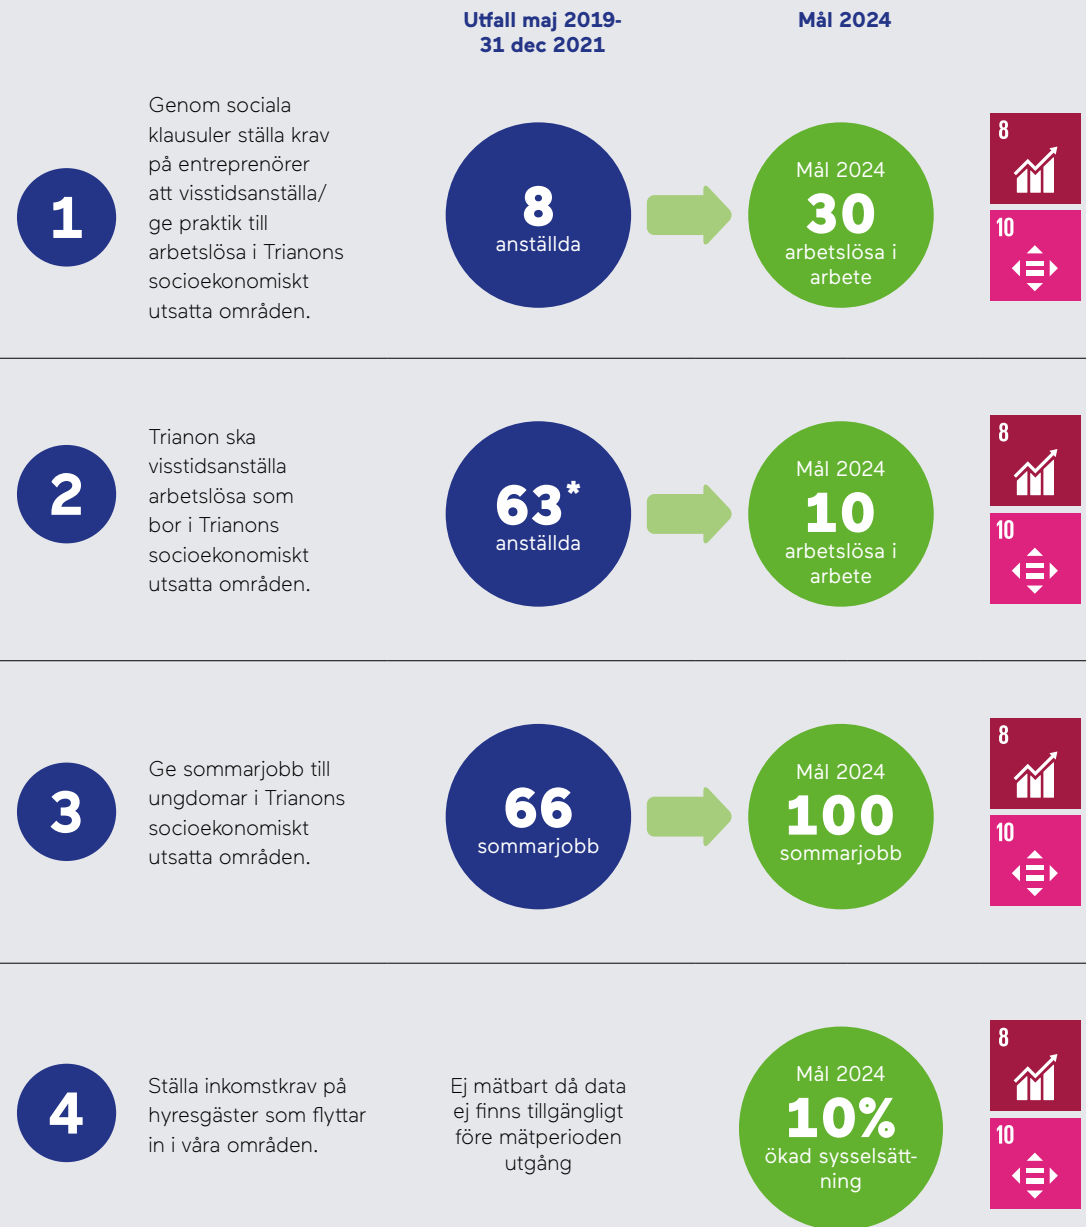 Utfall maj 2019-
31 dec 2021
Mål 2024
1
Genom sociala
klausuler ställa krav
på entreprenörer
att visstidsanställa/
ge praktik till
arbetslösa i Trianons
socioekonomiskt
utsatta områden.
8
anställda
Mål 2024
30
arbetslösa i
arbete
8
10
2
Trianon ska
visstidsanställa
arbetslösa som
bor i Trianons
socioekonomiskt
utsatta områden.
63*
anställda
Mål 2024
10
arbetslösa i
arbete
8
10
3
Ge sommarjobb till
ungdomar i Trianons
socioekonomiskt
utsatta områden.
66
sommarjobb
Mål 2024
100
sommarjobb
8
10
4
Ställa inkomstkrav på
hyresgäster som flyttar
in i våra områden.
Ej mätbart då data
ej finns tillgängligt
före mätperioden
utgång
Mål 2024
10%
ökad sysselsätt-
ning
8
10